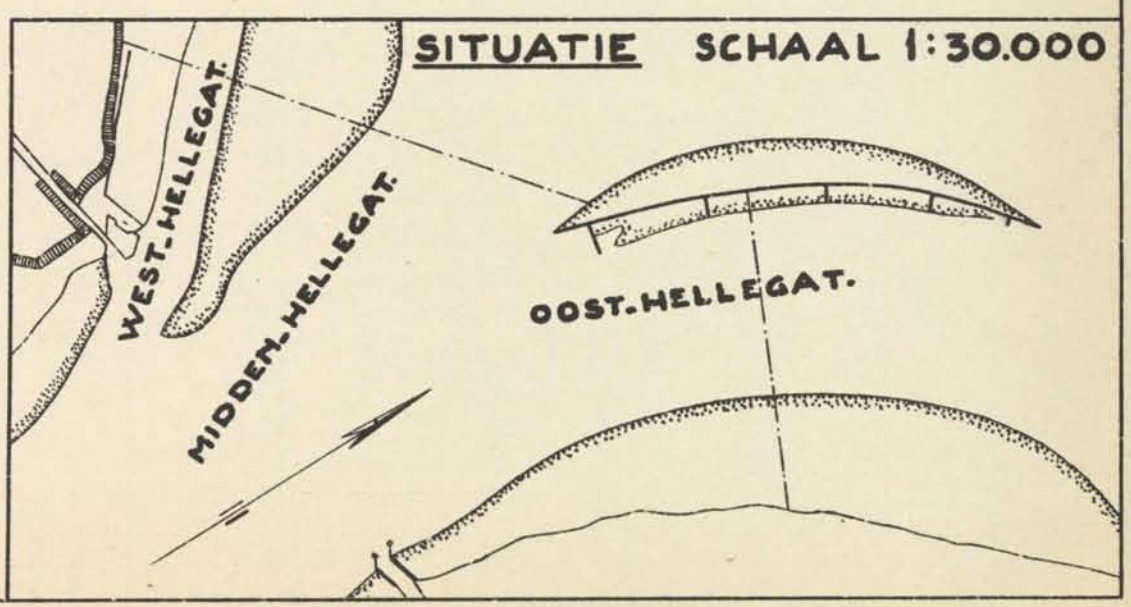 SITUATIE SCHAAL 1:30.000
WEST-HELLEGAT.
MIDDEN-HELLEGAT.
OOST-HELLEGAT.